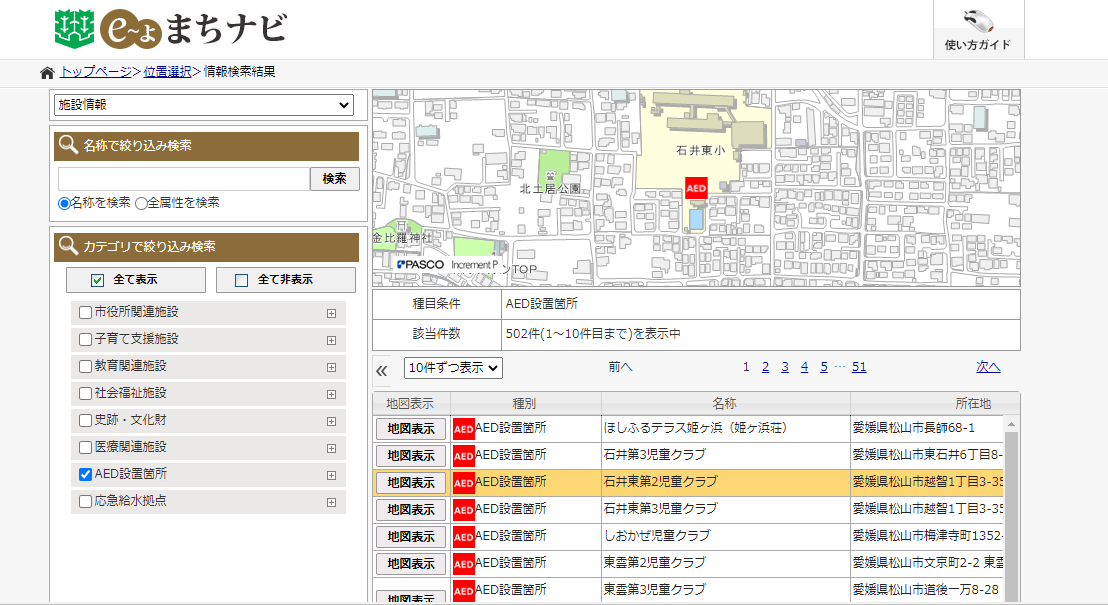 e~よ まちナビ
使い方ガイド
トップページ>位置選択>情報検索結果
施設情報
名称で絞り込み検索
検索
名称を検索 全属性を検索
カテゴリで絞り込み検索
全て表示 全て非表示
市役所関連施設
子育て支援施設
教育関連施設
社会福祉施設
史跡・文化財
医療関連施設
AED設置箇所
応急給水拠点
石井東小
AED
北土居公園
金比羅神社
PASCO Increment P
TOP
種目条件 AED設置箇所
該当件数 502件(1～10件目まで)を表示中
« 10件ずつ表示 前へ 1 2 3 4 5 … 51 次へ
地図表示 種別 名称 所在地
地図表示 AED AED設置箇所 ほしふるテラス姫ヶ浜（姫ヶ浜荘） 愛媛県松山市長師68-1
地図表示 AED AED設置箇所 石井第3児童クラブ 愛媛県松山市東石井6丁目8-
地図表示 AED AED設置箇所 石井東第2児童クラブ 愛媛県松山市越智1丁目3-35
地図表示 AED AED設置箇所 石井東第3児童クラブ 愛媛県松山市越智1丁目3-35
地図表示 AED AED設置箇所 しおかぜ児童クラブ 愛媛県松山市梅津寺町1352-
地図表示 AED AED設置箇所 東雲第2児童クラブ 愛媛県松山市文京町2-2 東雲
地図表示 AED AED設置箇所 東雲第3児童クラブ 愛媛県松山市道後一万8-28